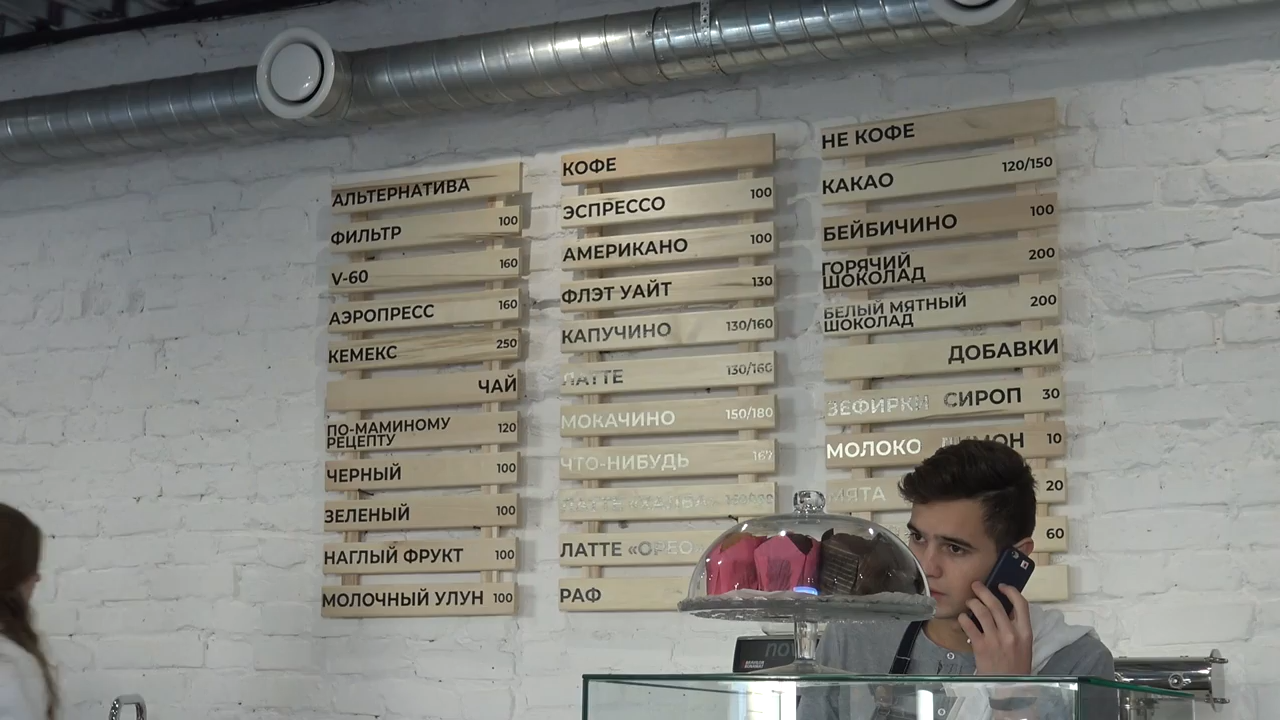 АЛЬТЕРНАТИВА
ФИЛЬТР 100
V-60 160
АЭРОПРЕСС 160
КЕМЕКС 250
ЧАЙ
ПО-МАМИНОМУ
РЕЦЕПТУ 120
ЧЕРНЫЙ 100
ЗЕЛЕНЫЙ 100
НАГЛЫЙ ФРУКТ 100
МОЛОЧНЫЙ УЛУН 100
КОФЕ
ЭСПРЕССО 100
АМЕРИКАНО 100
ФЛЭТ УАЙТ 130
КАПУЧИНО 130/160
ЛАТТЕ 130/160
МОКАЧИНО 150/180
ЧТО-НИБУДЬ 167
ЛАТТЕ «ОРЕО»
РАФ
НЕ КОФЕ
КАКАО 120/150
БЕЙБИЧИНО 100
ГОРЯЧИЙ
ШОКОЛАД 200
БЕЛЫЙ МЯТНЫЙ
ШОКОЛАД 200
ДОБАВКИ
ЗЕФИРКИ СИРОП 30
МОЛОКО ЛИМОН 10
МЯТА 20
60